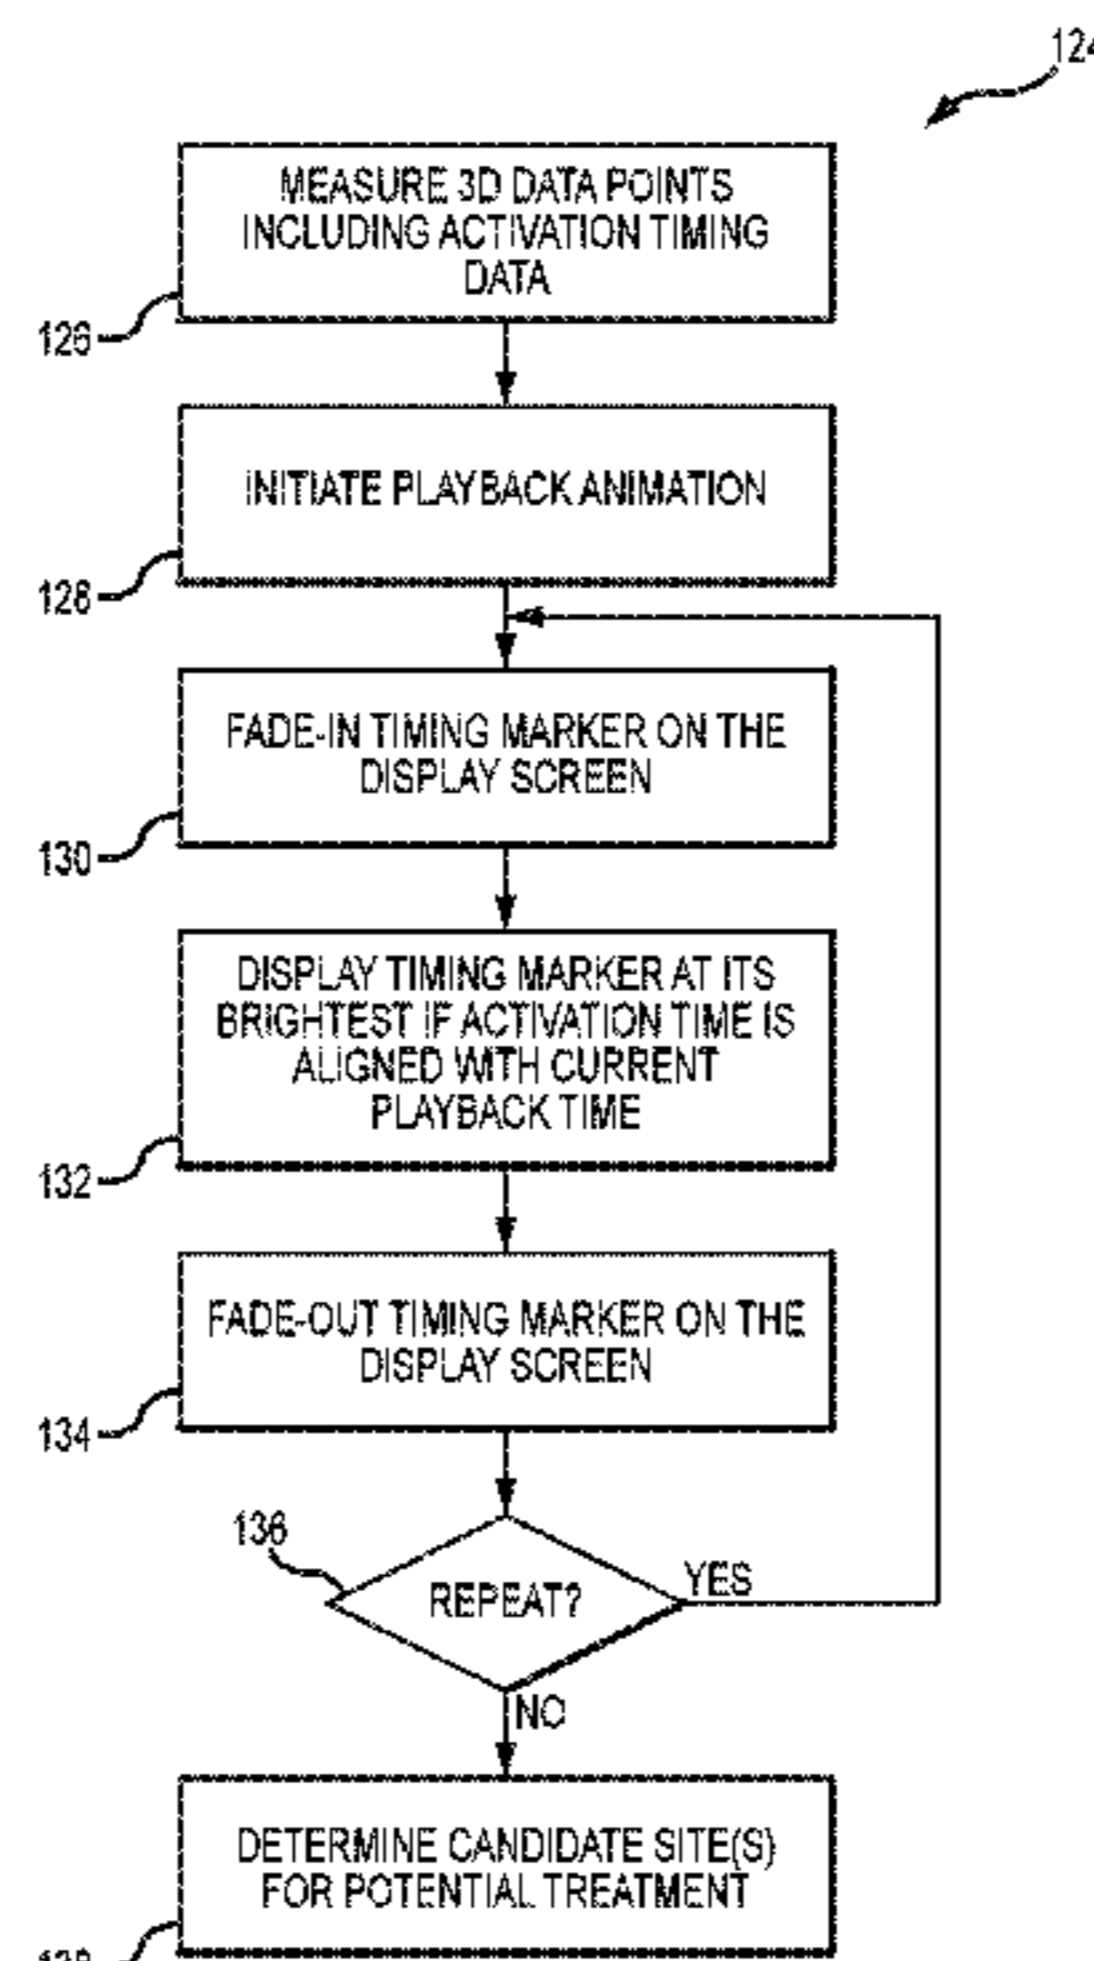 124
MEASURE 3D DATA POINTS
INCLUDING ACTIVATION TIMING
DATA
126
INITIATE PLAYBACK ANIMATION
128
FADE-IN TIMING MARKER ON THE
DISPLAY SCREEN
130
DISPLAY TIMING MARKER AT ITS
BRIGHTEST IF ACTIVATION TIME IS
ALIGNED WITH CURRENT
PLAYBACK TIME
132
FADE-OUT TIMING MARKER ON THE
DISPLAY SCREEN
134
136
REPEAT?
YES
NO
DETERMINE CANDIDATE SITE(S)
FOR POTENTIAL TREATMENT
138